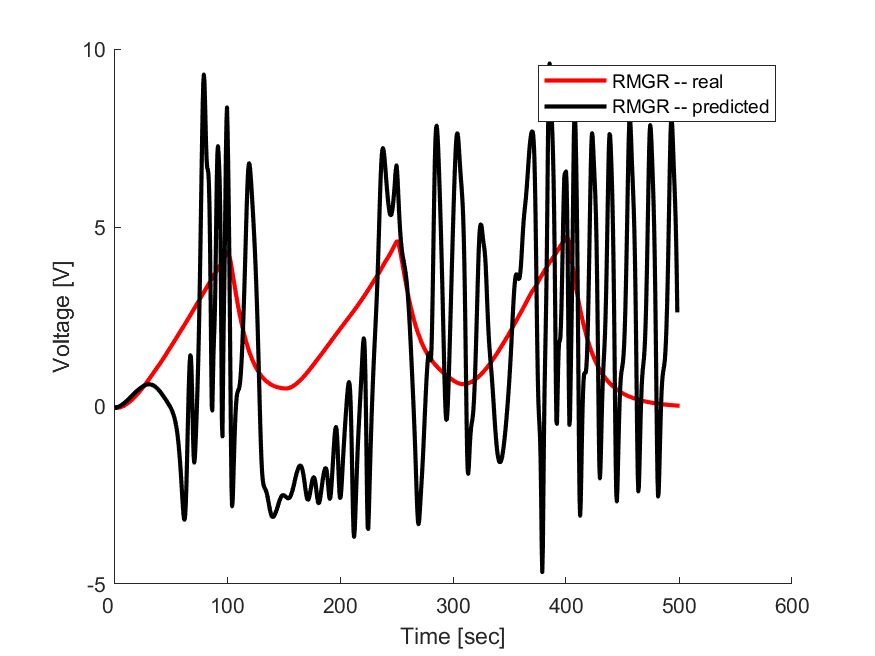 10
5
0
-5
Voltage [V]
RMGR -- real
RMGR -- predicted
0 100 200 300 400 500 600
Time [sec]